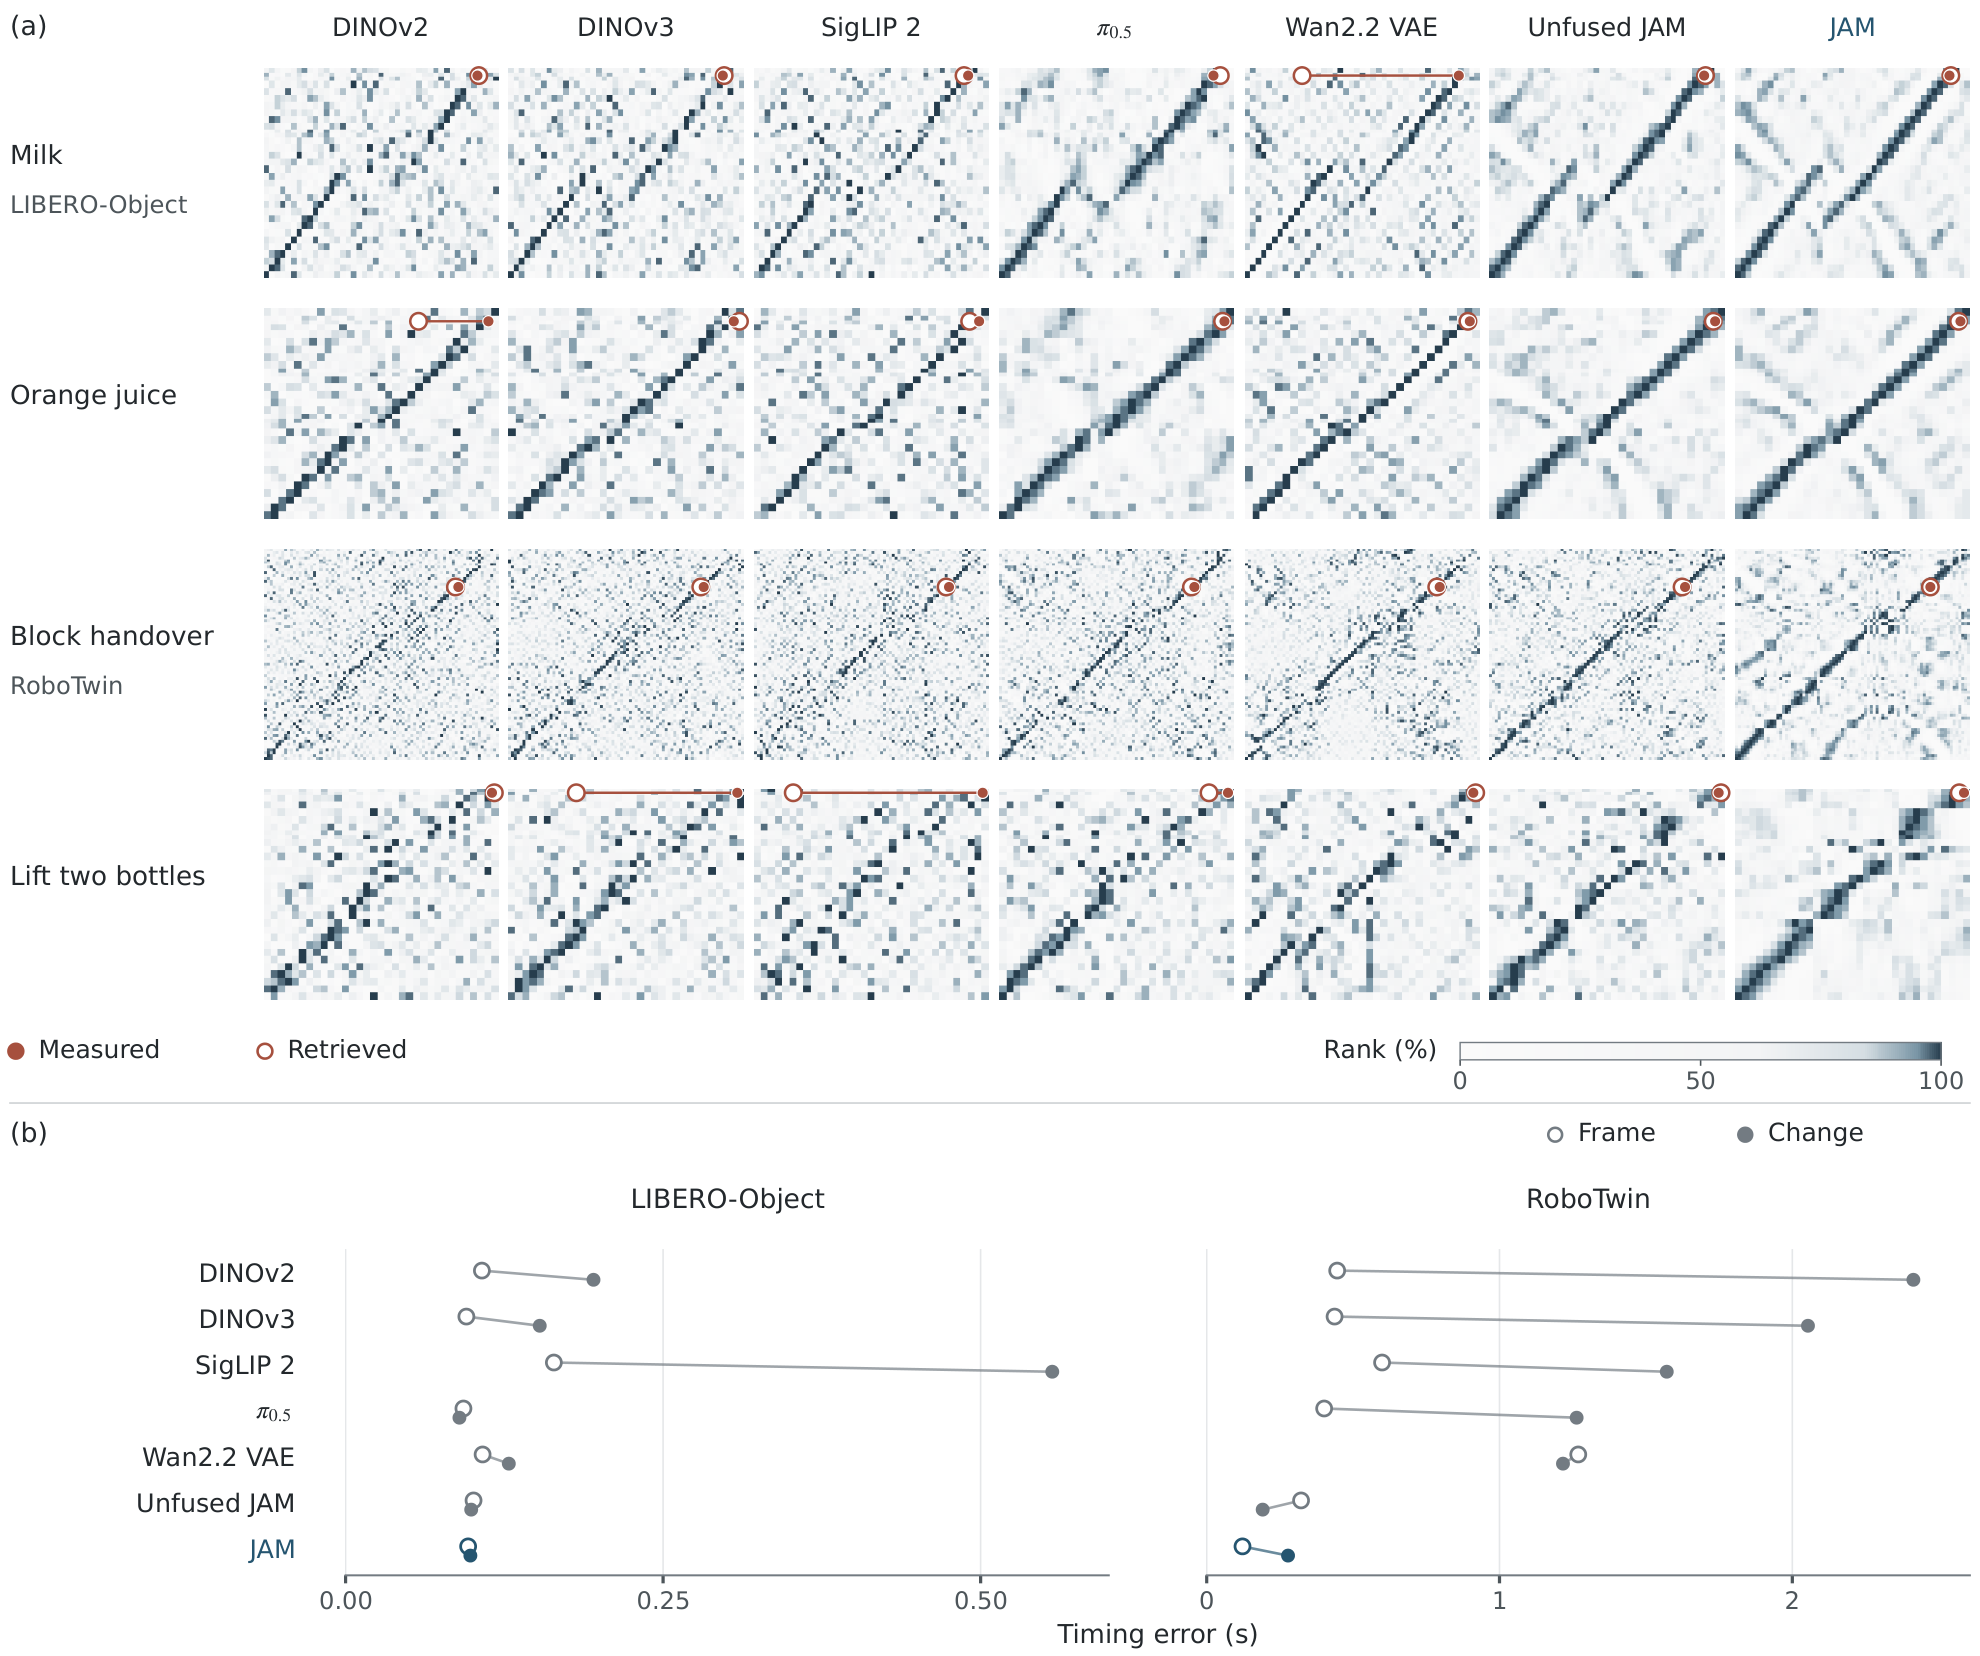 (a)
DINOv2 DINOv3 SigLIP 2 π0.5 Wan2.2 VAE Unfused JAM JAM
Milk
LIBERO-Object
Orange juice
Block handover
RoboTwin
Lift two bottles
Measured Retrieved Rank (%)
0 50 100
(b)
Frame Change
LIBERO-Object RoboTwin
DINOv2
DINOv3
SigLIP 2
π0.5
Wan2.2 VAE
Unfused JAM
JAM
0.00 0.25 0.50 0 1 2
Timing error (s)